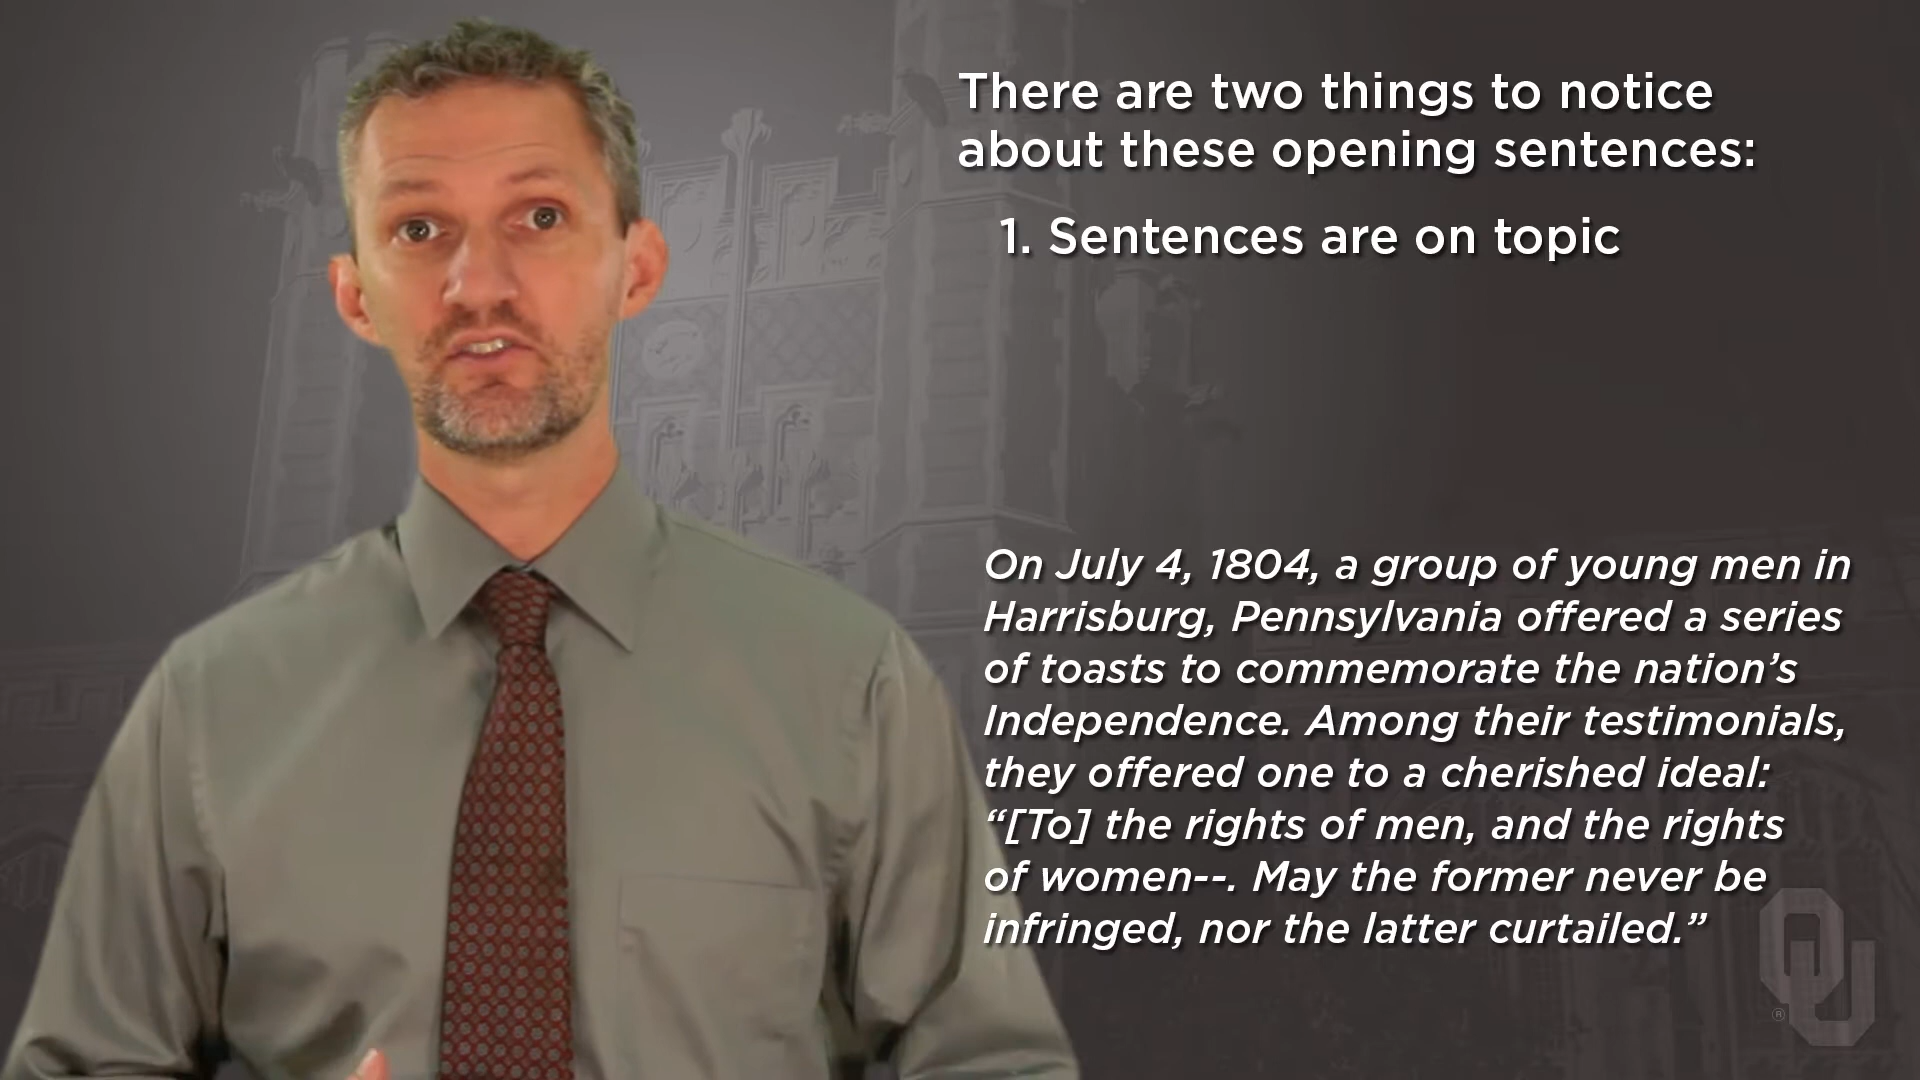 There are two things to notice
about these opening sentences:
1. Sentences are on topic
On July 4, 1804, a group of young men in
Harrisburg, Pennsylvania offered a series
of toasts to commemorate the nation’s
Independence. Among their testimonials,
they offered one to a cherished ideal:
“[To] the rights of men, and the rights
of women--. May the former never be
infringed, nor the latter curtailed.”
OU
®